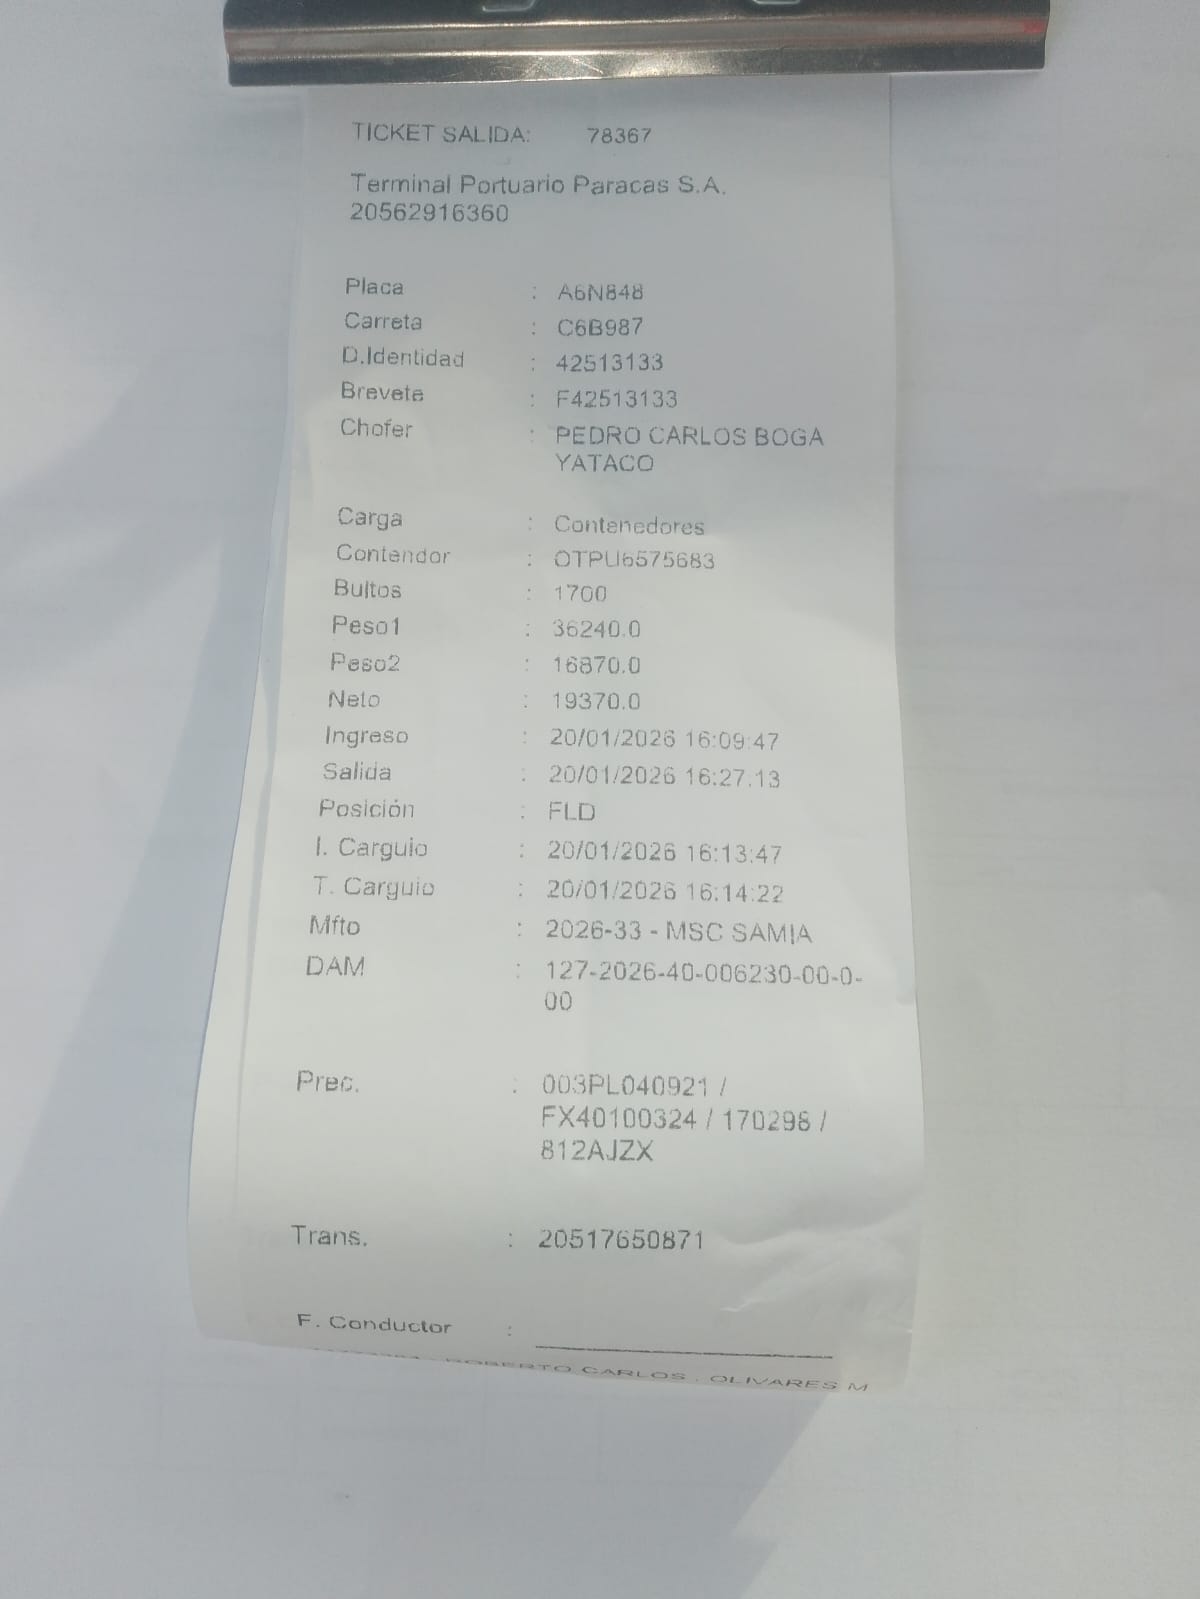 TICKET SALIDA: 78367
Terminal Portuario Paracas S.A.
20562916360
Placa : A6N848
Carreta : C6B987
D.Identidad : 42513133
Brevete : F42513133
Chofer : PEDRO CARLOS BOGA
YATACO
Carga : Contenedores
Contendor : OTPU6575683
Bultos : 1700
Peso1 : 36240.0
Peso2 : 16870.0
Neto : 19370.0
Ingreso : 20/01/2026 16:09:47
Salida : 20/01/2026 16:27:13
Posición : FLD
I. Carguio : 20/01/2026 16:13:47
T. Carguio : 20/01/2026 16:14:22
Mfto : 2026-33 - MSC SAMIA
DAM : 127-2026-40-006230-00-0-
00
Prec. : 003PL040921 /
FX40100324 / 170298 /
812AJZX
Trans. : 20517650871
F. Conductor :
ROBERTO CARLOS . OLIVARES M